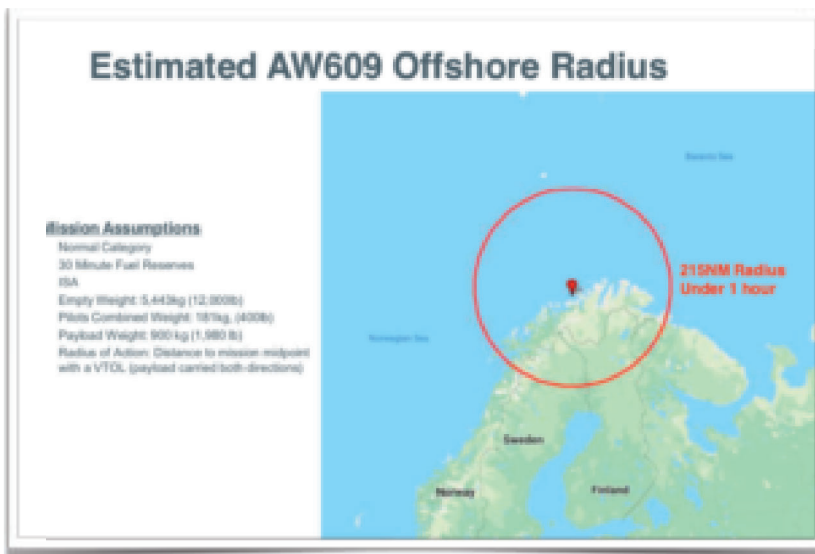 Estimated AW609 Offshore Radius
Barents Sea
Mission Assumptions
Normal Category
30 Minute Fuel Reserves
ISA
Empty Weight: 5,443kg (12,000lb)
Pilots Combined Weight: 181kg, (400lb)
Payload Weight: 900 kg (1,980 lb)
Radius of Action: Distance to mission midpoint
with a VTOL (payload carried both directions)
215NM Radius
Under 1 hour
Norwegian Sea
Sweden
Norway
Finland